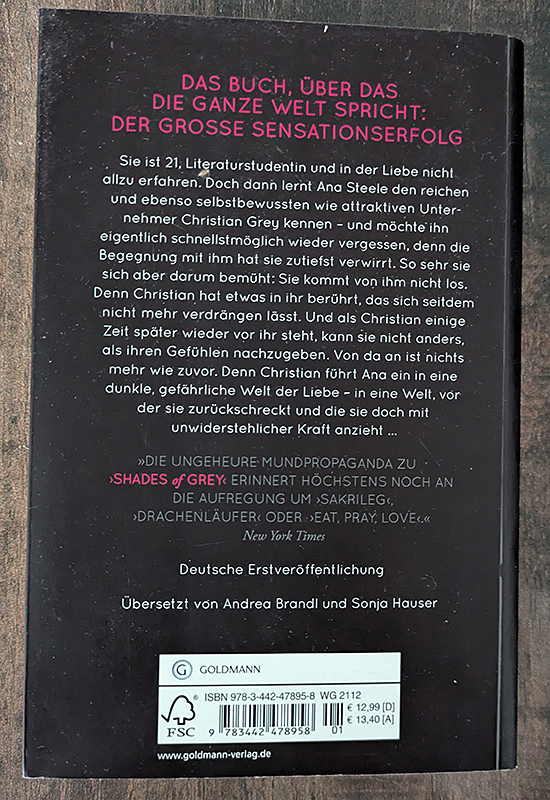 DAS BUCH, ÜBER DAS
DIE GANZE WELT SPRICHT:
DER GROSSE SENSATIONSERFOLG
Sie ist 21, Literaturstudentin und in der Liebe nicht
allzu erfahren. Doch dann lernt Ana Steele den reichen
und ebenso selbstbewussten wie attraktiven Unter-
nehmer Christian Grey kennen – und möchte ihn
eigentlich schnellstmöglich wieder vergessen, denn die
Begegnung mit ihm hat sie zutiefst verwirrt. So sehr sie
sich aber darum bemüht: Sie kommt von ihm nicht los.
Denn Christian hat etwas in ihr berührt, das sich seitdem
nicht mehr verdrängen lässt. Und als Christian einige
Zeit später wieder vor ihr steht, kann sie nicht anders,
als ihren Gefühlen nachzugeben. Von da an ist nichts
mehr wie zuvor. Denn Christian führt Ana ein in eine
dunkle, gefährliche Welt der Liebe – in eine Welt, vor
der sie zurückschreckt und die sie doch mit
unwiderstehlicher Kraft anzieht ...
»DIE UNGEHEURE MUNDPROPAGANDA ZU
›SHADES of GREY‹ ERINNERT HÖCHSTENS NOCH AN
DIE AUFREGUNG UM ›SAKRILEG‹,
›DRACHENLÄUFER‹ ODER ›EAT, PRAY, LOVE‹.«
New York Times
Deutsche Erstveröffentlichung
Übersetzt von Andrea Brandl und Sonja Hauser
G GOLDMANN
® ISBN 978-3-442-47895-8 WG 2112
€ 12,99 [D]
€ 13,40 [A]
FSC
9 783442 478958 01
www.goldmann-verlag.de